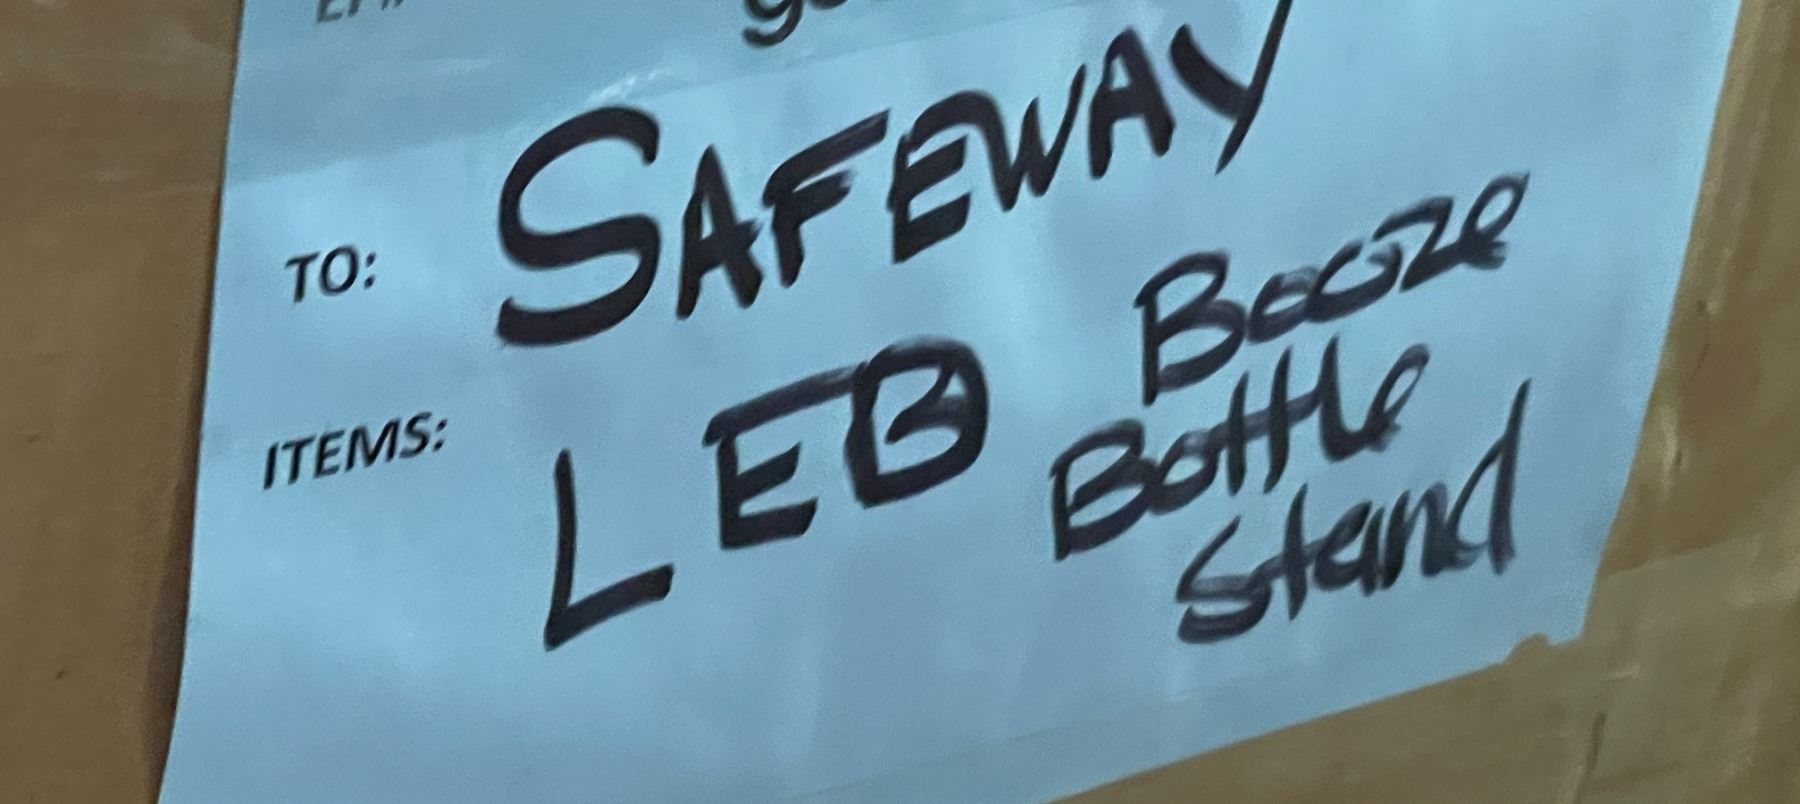 TO: SAFEWAY
ITEMS: LEB Booze
Bottle
Stand